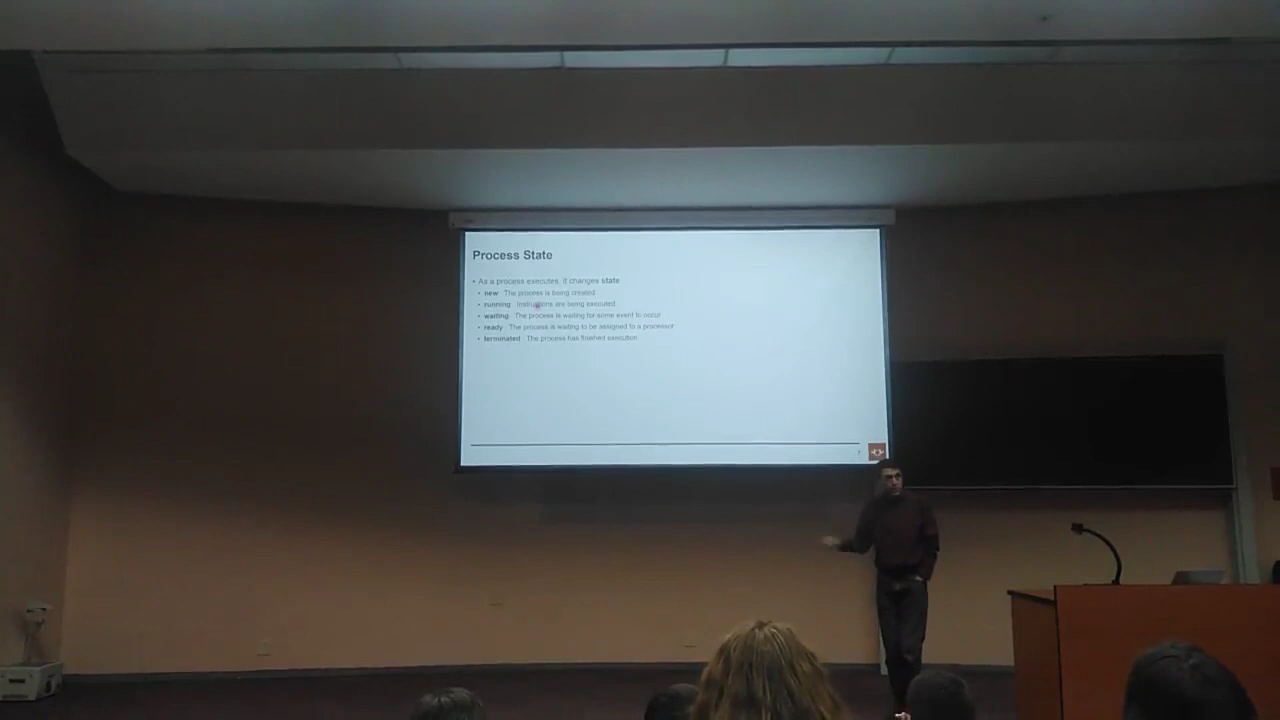 Process State
• As a process executes, it changes state
• new The process is being created
• running Instructions are being executed
• waiting The process is waiting for some event to occur
• ready The process is waiting to be assigned to a processor
• terminated The process has finished execution